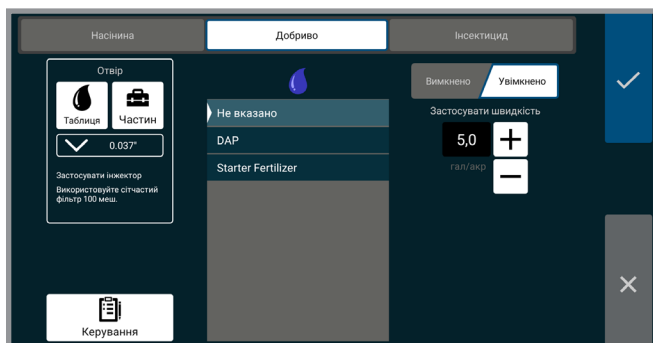 Насінина
Добриво
Інсектицид
Отвір
Таблиця
Частин
0.037"
Застосувати інжектор
Використовуйте сітчастий
фільтр 100 меш.
Керування
Не вказано
DAP
Starter Fertilizer
Вимкнено
Увімкнено
Застосувати швидкість
5,0
гал/акр